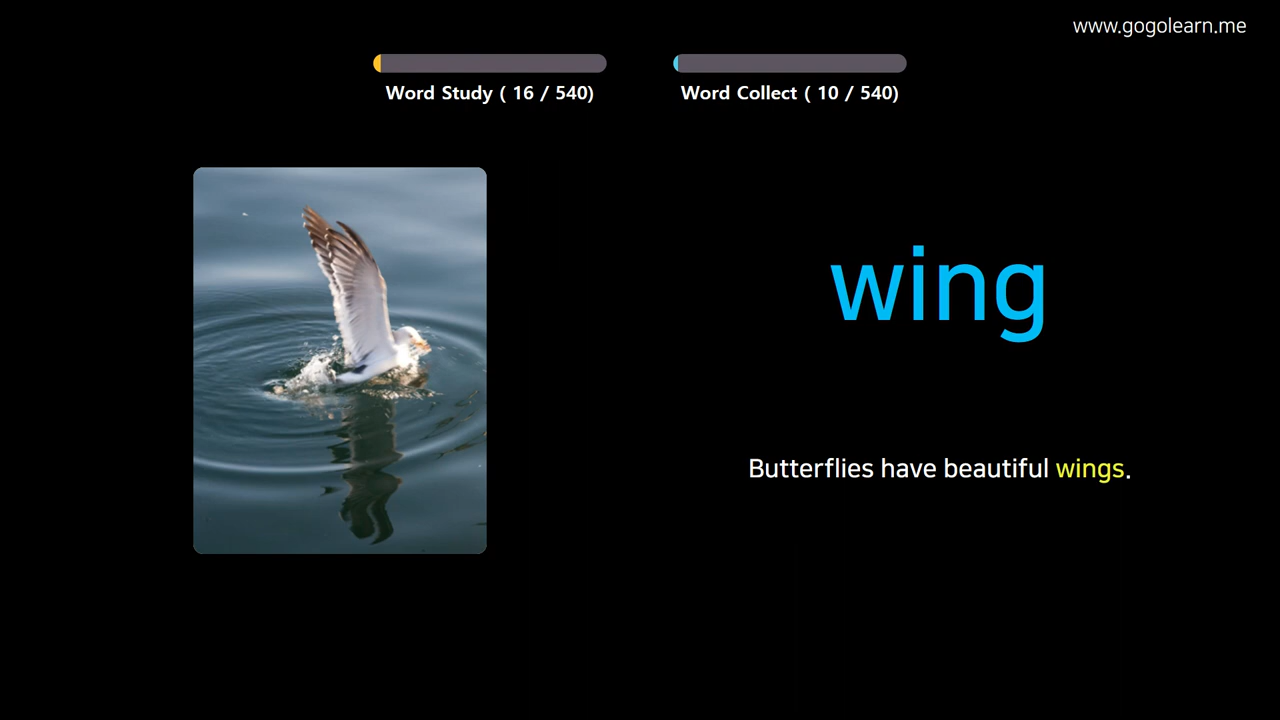 www.gogolearn.me
Word Study ( 16 / 540)
Word Collect ( 10 / 540)
wing
Butterflies have beautiful wings.